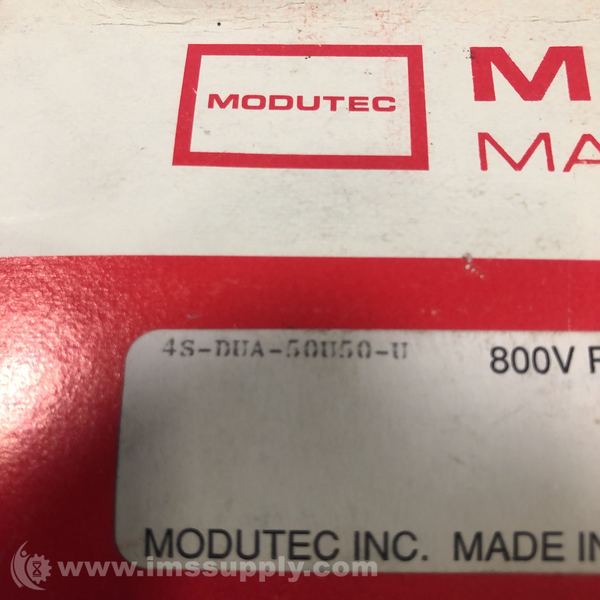 MODUTEC
M
MA
4S-DUA-50U50-U 800V
MODUTEC INC. MADE IN
www.imssupply.com